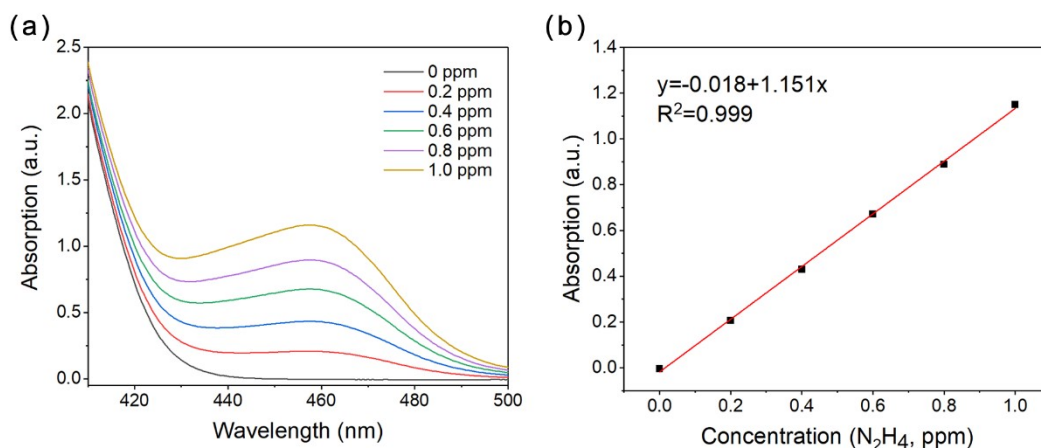 (a)
2.5
2.0
1.5
1.0
0.5
0.0
Absorption (a.u.)
0 ppm
0.2 ppm
0.4 ppm
0.6 ppm
0.8 ppm
1.0 ppm
420 440 460 480 500
Wavelength (nm)
(b)
1.4
1.2
1.0
0.8
0.6
0.4
0.2
0.0
Absorption (a.u.)
y=-0.018+1.151x
R²=0.999
0.0 0.2 0.4 0.6 0.8 1.0
Concentration (N₂H₄, ppm)